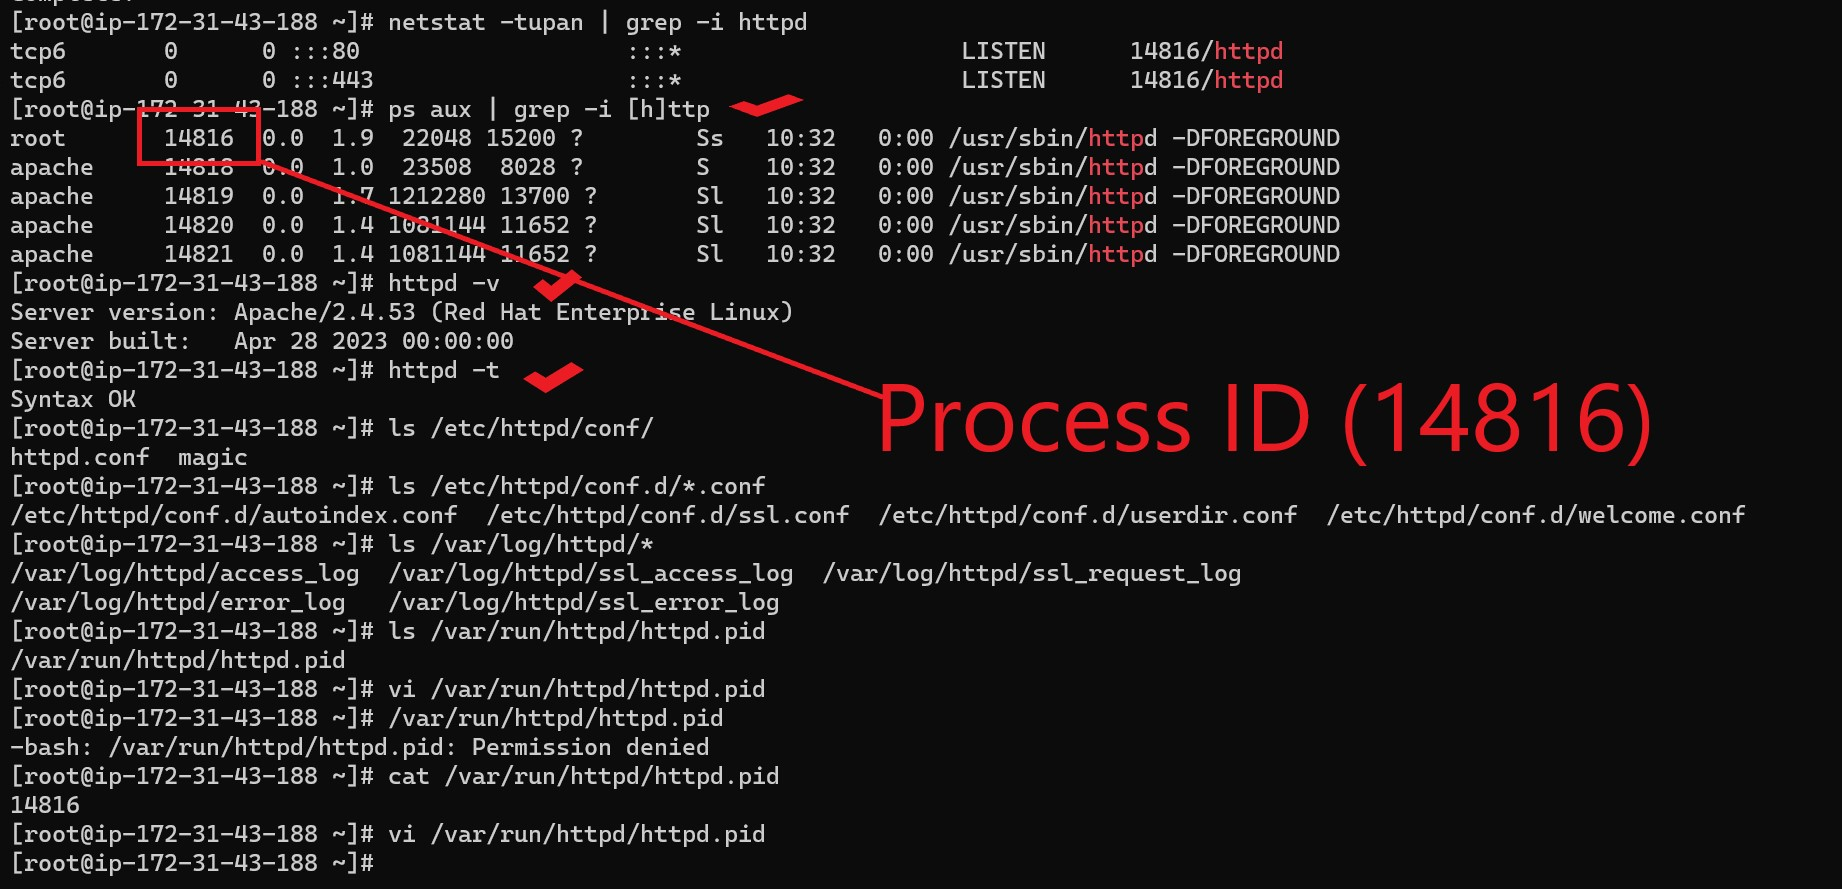 [root@ip-172-31-43-188 ~]# netstat -tupan | grep -i httpd
tcp6       0      0 :::80                   :::*                    LISTEN      14816/httpd
tcp6       0      0 :::443                  :::*                    LISTEN      14816/httpd
[root@ip-172-31-43-188 ~]# ps aux | grep -i [h]ttp
root       14816  0.0  1.9  22048 15200 ?        Ss   10:32   0:00 /usr/sbin/httpd -DFOREGROUND
apache     14818  0.0  1.0  23508  8028 ?        S    10:32   0:00 /usr/sbin/httpd -DFOREGROUND
apache     14819  0.0  1.7 1212280 13700 ?       Sl   10:32   0:00 /usr/sbin/httpd -DFOREGROUND
apache     14820  0.0  1.4 1081144 11652 ?       Sl   10:32   0:00 /usr/sbin/httpd -DFOREGROUND
apache     14821  0.0  1.4 1081144 11652 ?       Sl   10:32   0:00 /usr/sbin/httpd -DFOREGROUND
[root@ip-172-31-43-188 ~]# httpd -v
Server version: Apache/2.4.53 (Red Hat Enterprise Linux)
Server built:   Apr 28 2023 00:00:00
[root@ip-172-31-43-188 ~]# httpd -t
Syntax OK
Process ID (14816)
[root@ip-172-31-43-188 ~]# ls /etc/httpd/conf/
httpd.conf  magic
[root@ip-172-31-43-188 ~]# ls /etc/httpd/conf.d/*.conf
/etc/httpd/conf.d/autoindex.conf  /etc/httpd/conf.d/ssl.conf  /etc/httpd/conf.d/userdir.conf  /etc/httpd/conf.d/welcome.conf
[root@ip-172-31-43-188 ~]# ls /var/log/httpd/*
/var/log/httpd/access_log  /var/log/httpd/ssl_access_log  /var/log/httpd/ssl_request_log
/var/log/httpd/error_log   /var/log/httpd/ssl_error_log
[root@ip-172-31-43-188 ~]# ls /var/run/httpd/httpd.pid
/var/run/httpd/httpd.pid
[root@ip-172-31-43-188 ~]# vi /var/run/httpd/httpd.pid
[root@ip-172-31-43-188 ~]# /var/run/httpd/httpd.pid
-bash: /var/run/httpd/httpd.pid: Permission denied
[root@ip-172-31-43-188 ~]# cat /var/run/httpd/httpd.pid
14816
[root@ip-172-31-43-188 ~]# vi /var/run/httpd/httpd.pid
[root@ip-172-31-43-188 ~]#